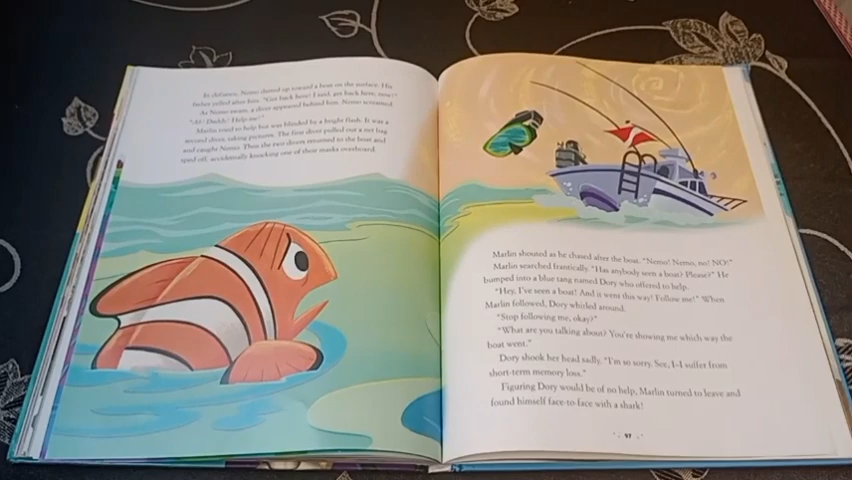 In defiance, Nemo darted up toward a boat on the surface. His
father yelled after him. "Get back here! I said, get back here, now!"
As Nemo swam, a diver appeared behind him. Nemo screamed.
"Ah! Daddy! Help me!"
Marlin tried to help but was blinded by a bright flash. It was a
second diver, taking pictures. The first diver pulled out a net bag
and caught Nemo. Then the two divers returned to the boat and
sped off, accidentally knocking one of their masks overboard.
Marlin shouted as he chased after the boat. "Nemo! Nemo, no! NO!"
Marlin searched frantically. "Has anybody seen a boat? Please?" He
bumped into a blue tang named Dory who offered to help.
"Hey, I've seen a boat! And it went this way! Follow me!" When
Marlin followed, Dory whirled around.
"Stop following me, okay?"
"What are you talking about? You're showing me which way the
boat went."
Dory shook her head sadly. "I'm so sorry. See, I-I suffer from
short-term memory loss."
Figuring Dory would be of no help, Marlin turned to leave and
found himself face-to-face with a shark!
97